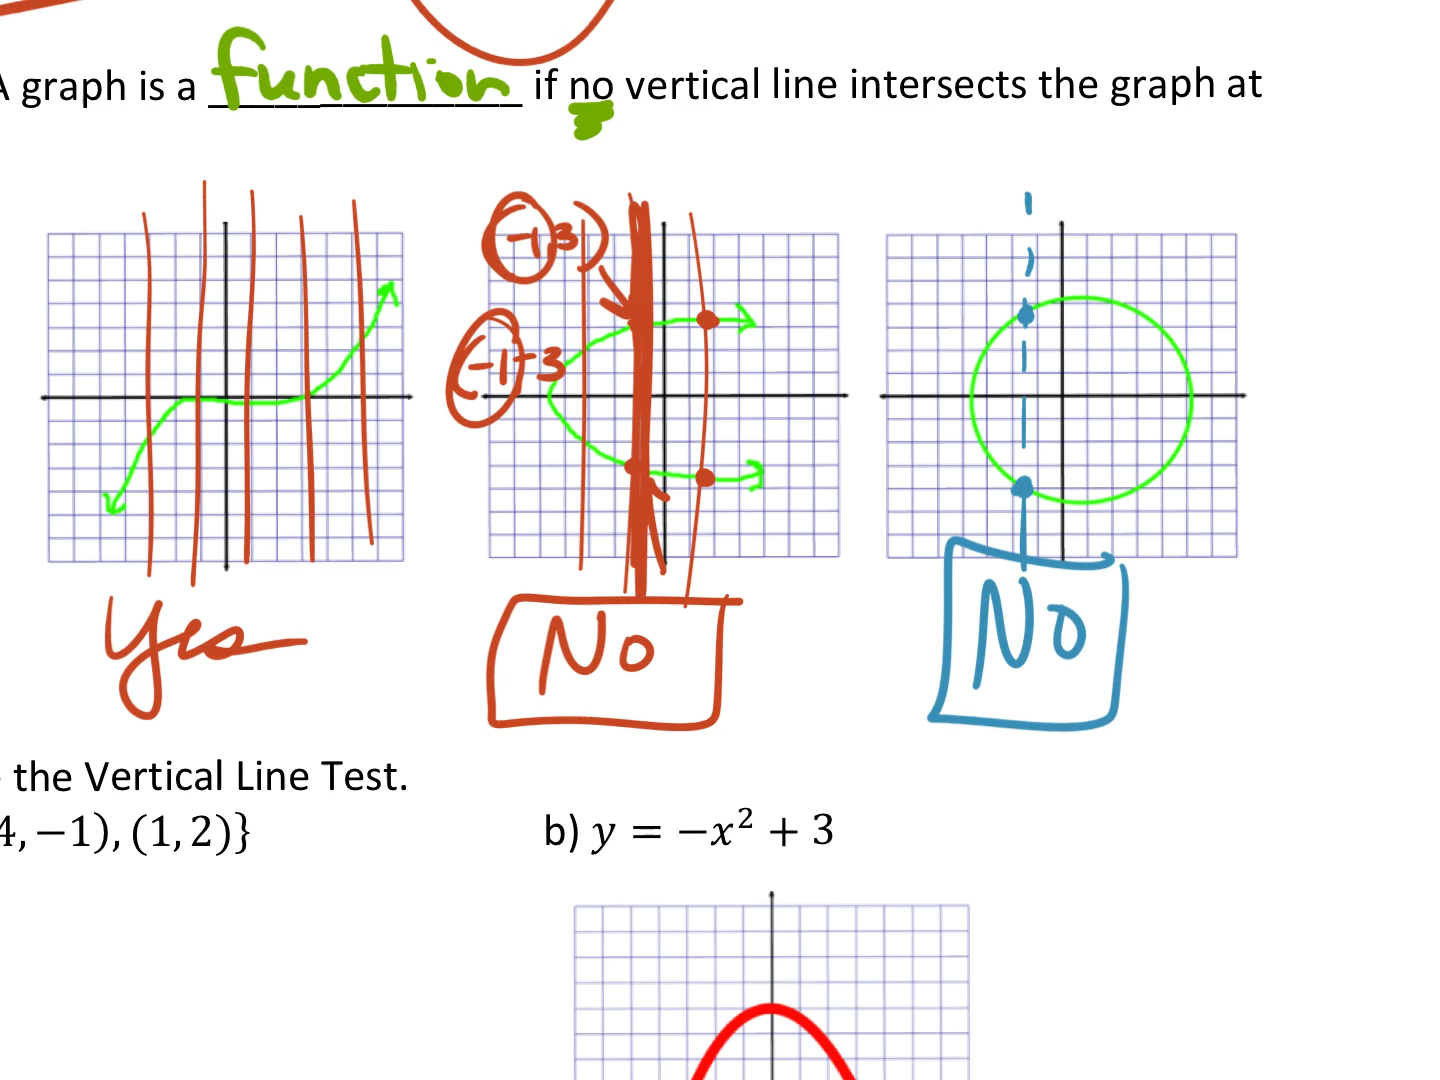 A graph is a function if no vertical line intersects the graph at
(-1,3)
(-1-3
Yes
No
No
the Vertical Line Test.
4, −1), (1, 2)}
b) y = −x² + 3